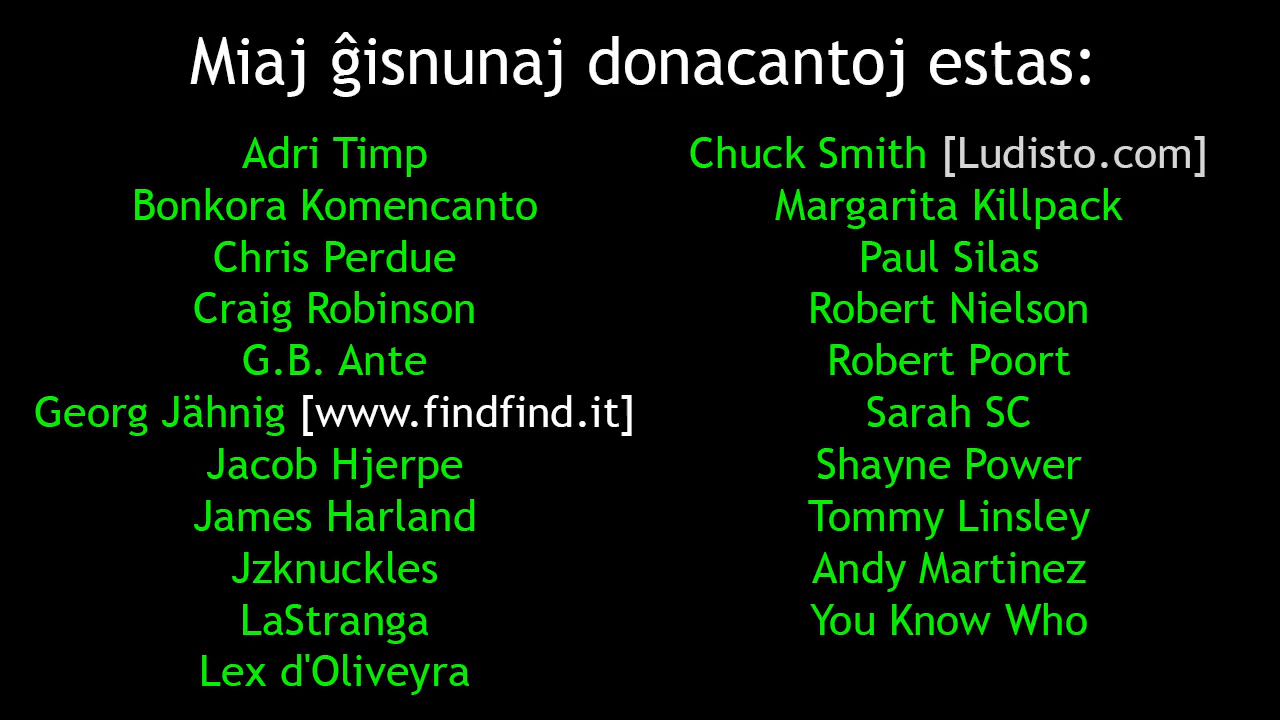 Miaj ĝisnunaj donacantoj estas:
Adri Timp
Bonkora Komencanto
Chris Perdue
Craig Robinson
G.B. Ante
Georg Jähnig [www.findfind.it]
Jacob Hjerpe
James Harland
Jzknuckles
LaStranga
Lex d'Oliveyra
Chuck Smith [Ludisto.com]
Margarita Killpack
Paul Silas
Robert Nielson
Robert Poort
Sarah SC
Shayne Power
Tommy Linsley
Andy Martinez
You Know Who